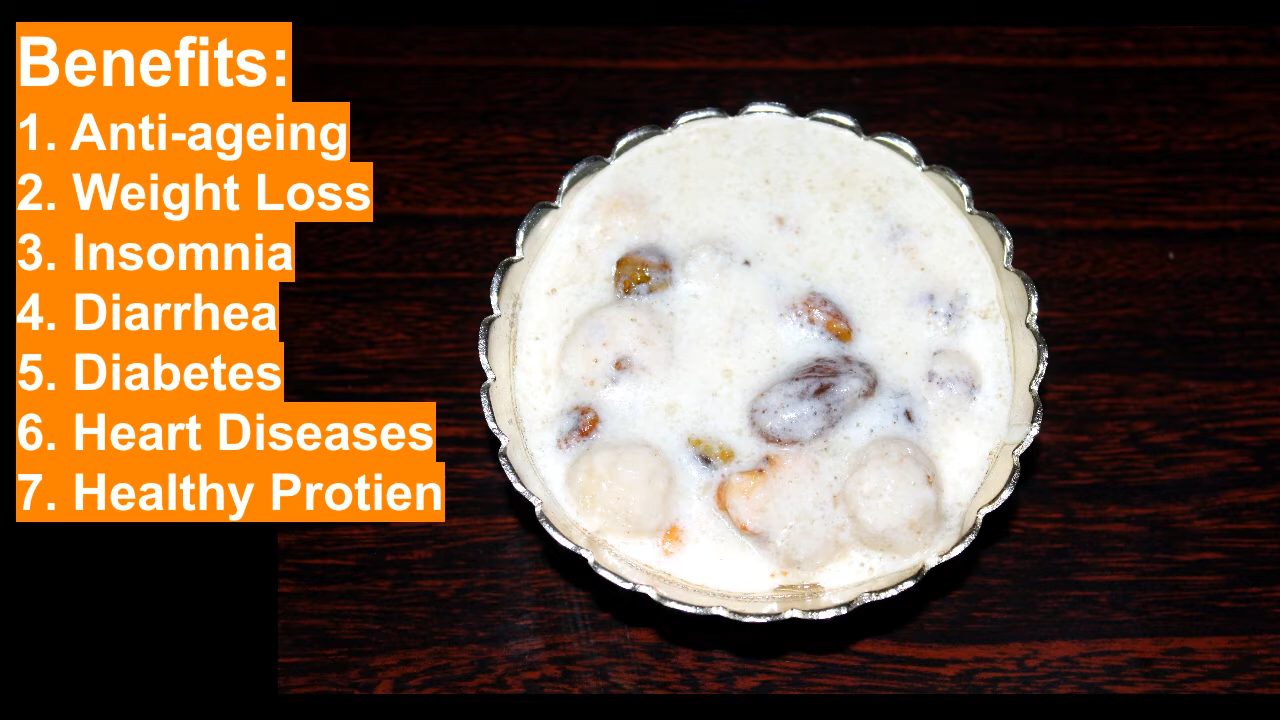 Benefits:
1. Anti-ageing
2. Weight Loss
3. Insomnia
4. Diarrhea
5. Diabetes
6. Heart Diseases
7. Healthy Protien